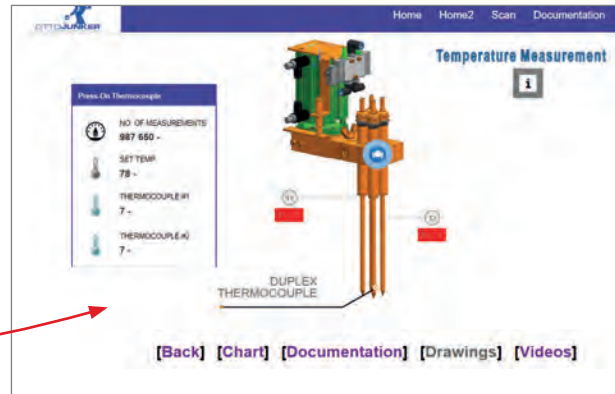 OTTOJUNKER
Home Home2 Scan Documentation
Temperature Measurement
i
Press-On Thermocouple
NO. OF MEASUREMENTS
987 650 -
SET TEMP.
78 -
THERMOCOUPLE #1
7 -
THERMOCOUPLE #2
7 -
DUPLEX
THERMOCOUPLE
[Back] [Chart] [Documentation] [Drawings] [Videos]